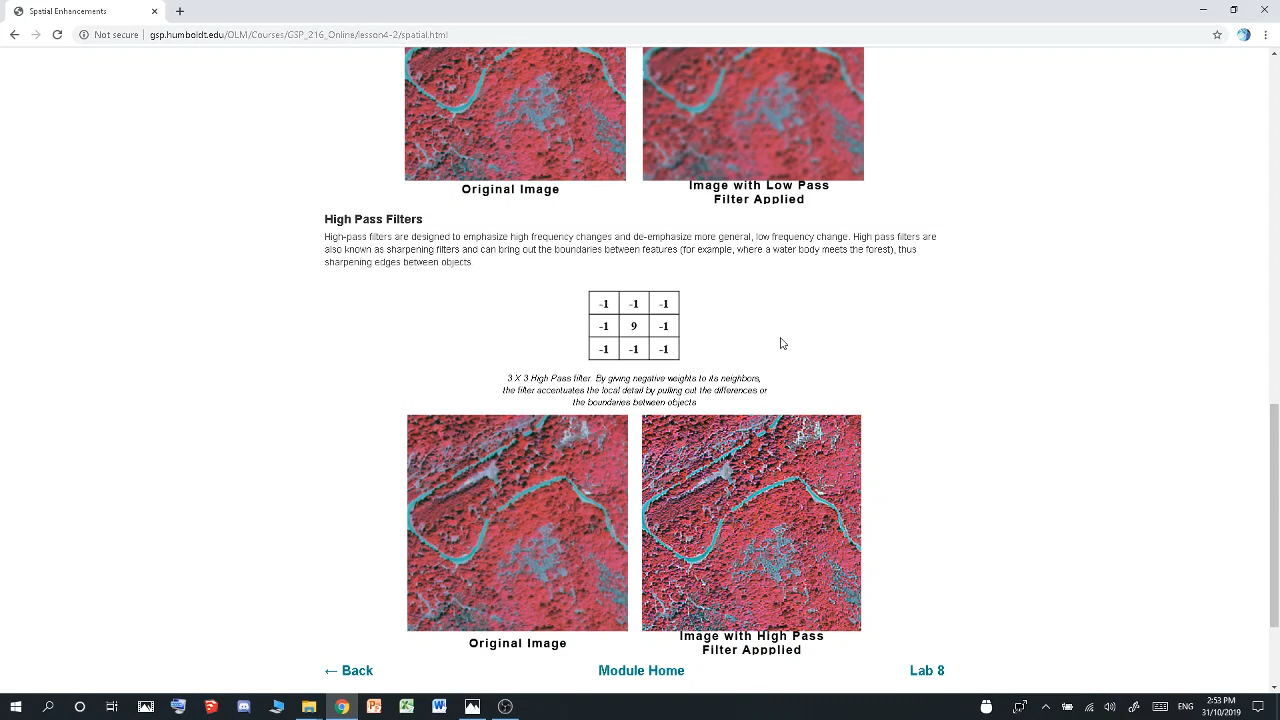 Spatial Enhancements
Not secure | gsp.humboldt.edu/OLM/Courses/GSP_216_Online/lesson4-2/spatial.html
Original Image
Image with Low Pass
Filter Applied
High Pass Filters
High-pass filters are designed to emphasize high frequency changes and de-emphasize more general, low frequency change. High pass filters are
also known as sharpening filters and can bring out the boundaries between features (for example, where a water body meets the forest), thus
sharpening edges between objects.
-1 -1 -1
-1 9 -1
-1 -1 -1
3 X 3 High Pass filter. By giving negative weights to its neighbors,
the filter accentuates the local detail by pulling out the differences or
the boundaries between objects
Original Image
Image with High Pass
Filter Appplied
← Back
Module Home
Lab 8
ENG
2:53 PM
31/10/2019